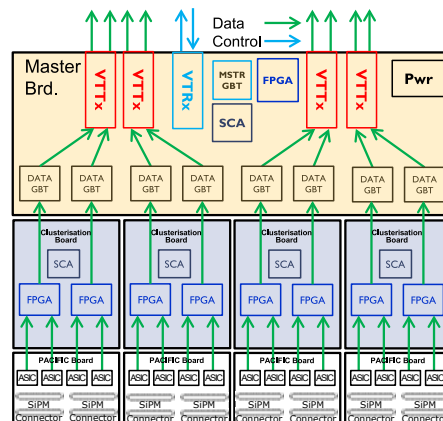 Data
Control
Master
Brd.
VTTx
VTTx
VTRx
MSTR
GBT
FPGA
SCA
VTTx
VTTx
Pwr
DATA
GBT
DATA
GBT
DATA
GBT
DATA
GBT
DATA
GBT
DATA
GBT
DATA
GBT
DATA
GBT
Clusterisation
Board
SCA
FPGA
FPGA
Clusterisation
Board
SCA
FPGA
FPGA
Clusterisation
Board
SCA
FPGA
FPGA
Clusterisation
Board
SCA
FPGA
FPGA
PACIFIC Board
ASIC ASIC ASIC ASIC
SiPM SiPM
Connector Connector
PACIFIC Board
ASIC ASIC ASIC ASIC
SiPM SiPM
Connector Connector
PACIFIC Board
ASIC ASIC ASIC ASIC
SiPM SiPM
Connector Connector
PACIFIC Board
ASIC ASIC ASIC ASIC
SiPM SiPM
Connector Connector